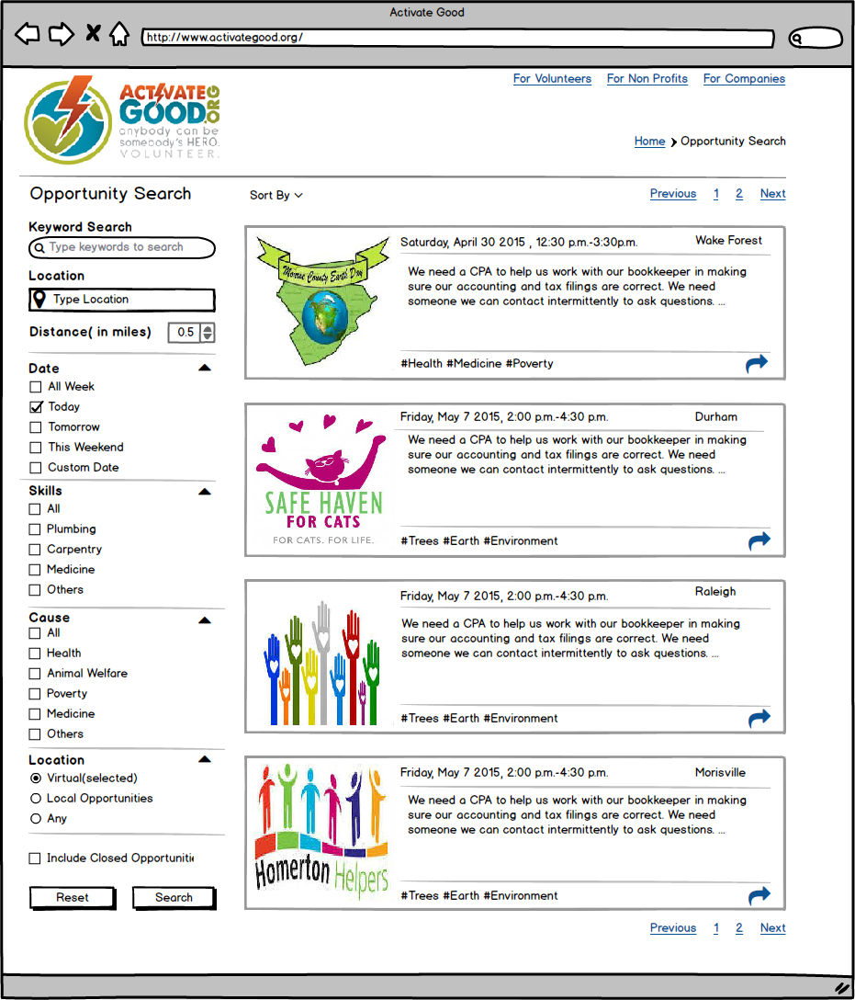 Activate Good
http://www.activategood.org/
For Volunteers For Non Profits For Companies
ACTIVATE
GOOD.ORG
anybody can be
somebody's HERO.
VOLUNTEER.
Home Opportunity Search
Opportunity Search
Sort By
Previous 1 2 Next
Keyword Search
Type keywords to search
Location
Type Location
Distance( in miles) 0.5
Date
All Week
Today
Tomorrow
This Weekend
Custom Date
Skills
All
Plumbing
Carpentry
Medicine
Others
Cause
All
Health
Animal Welfare
Poverty
Medicine
Others
Location
Virtual(selected)
Local Opportunities
Any
Include Closed Opportunitie
Reset Search
Monroe County Earth Day
Saturday, April 30 2015 , 12:30 p.m.-3:30p.m. Wake Forest
We need a CPA to help us work with our bookkeeper in making
sure our accounting and tax filings are correct. We need
someone we can contact intermittently to ask questions. ...
#Health #Medicine #Poverty
SAFE HAVEN
FOR CATS
FOR CATS. FOR LIFE.
Friday, May 7 2015, 2:00 p.m.-4:30 p.m. Durham
We need a CPA to help us work with our bookkeeper in making
sure our accounting and tax filings are correct. We need
someone we can contact intermittently to ask questions. ...
#Trees #Earth #Environment
Friday, May 7 2015, 2:00 p.m.-4:30 p.m. Raleigh
We need a CPA to help us work with our bookkeeper in making
sure our accounting and tax filings are correct. We need
someone we can contact intermittently to ask questions. ...
#Trees #Earth #Environment
Homerton Helpers
Friday, May 7 2015, 2:00 p.m.-4:30 p.m. Morisville
We need a CPA to help us work with our bookkeeper in making
sure our accounting and tax filings are correct. We need
someone we can contact intermittently to ask questions. ...
#Trees #Earth #Environment
Previous 1 2 Next